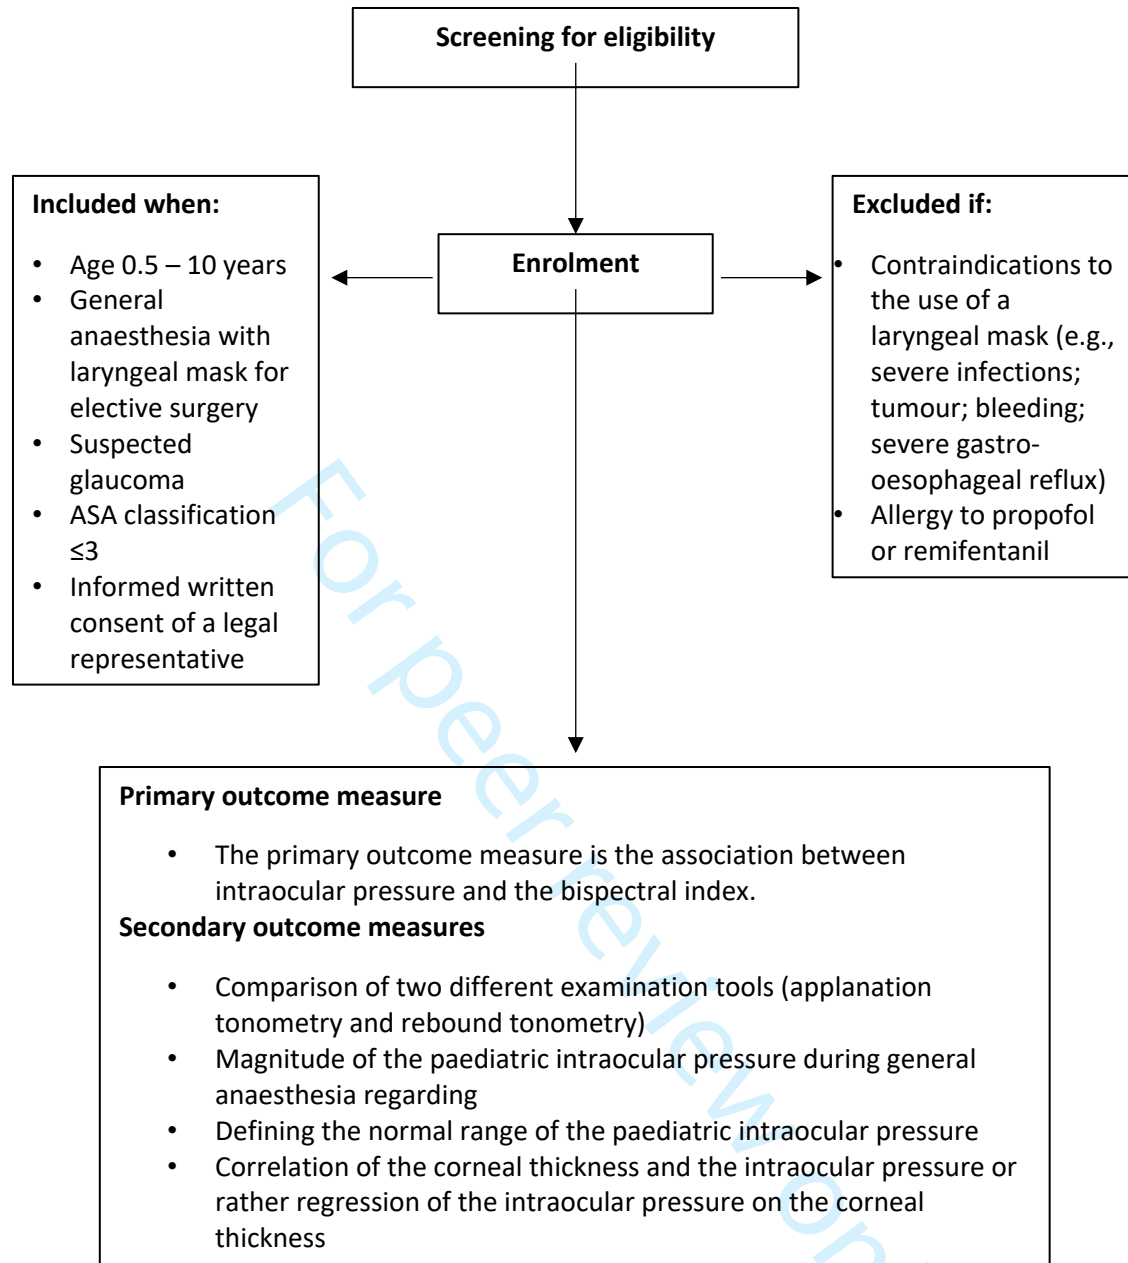 Screening for eligibility
Included when:
• Age 0.5 – 10 years
• General
anaesthesia with
laryngeal mask for
elective surgery
• Suspected
glaucoma
• ASA classification
≤3
• Informed written
consent of a legal
representative
Enrolment
Excluded if:
• Contraindications to
the use of a
laryngeal mask (e.g.,
severe infections;
tumour; bleeding;
severe gastro-
oesophageal reflux)
• Allergy to propofol
or remifentanil
Primary outcome measure
• The primary outcome measure is the association between
intraocular pressure and the bispectral index.
Secondary outcome measures
• Comparison of two different examination tools (applanation
tonometry and rebound tonometry)
• Magnitude of the paediatric intraocular pressure during general
anaesthesia regarding
• Defining the normal range of the paediatric intraocular pressure
• Correlation of the corneal thickness and the intraocular pressure or
rather regression of the intraocular pressure on the corneal
thickness
For peer review